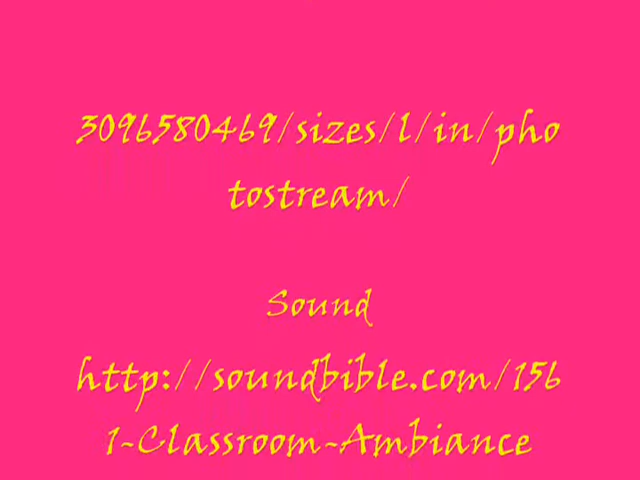 3096580469/sizes/l/in/pho
tostream/
Sound
http://soundbible.com/156
1-Classroom-Ambiance